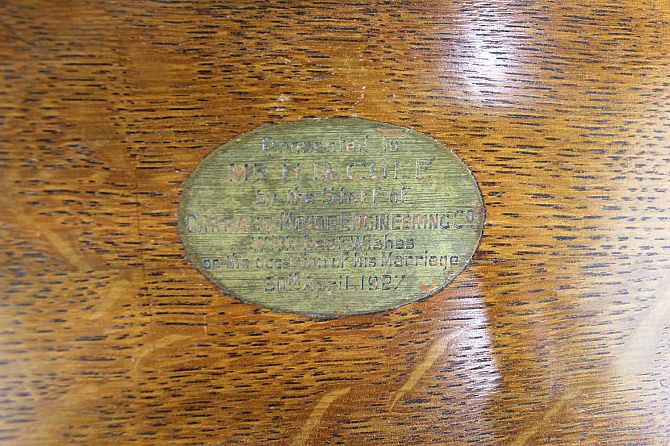 Presented to
MR H. N. COLE
by the Staff of
MOTOR ENGINEERING CO.
With Best Wishes
on the occasion of his Marriage
30th April, 1927